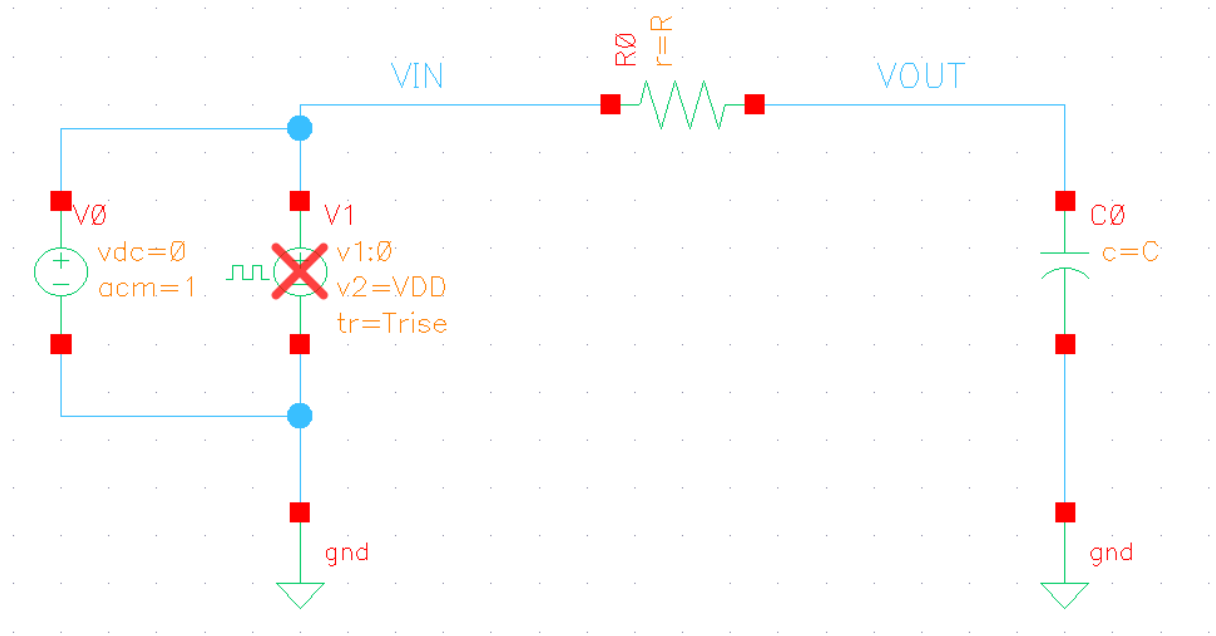 R0
r=R
VIN
VOUT
V0
vdc=0
acm=1
V1
v1:0
v2=VDD
tr=Trise
C0
c=C
gnd
gnd